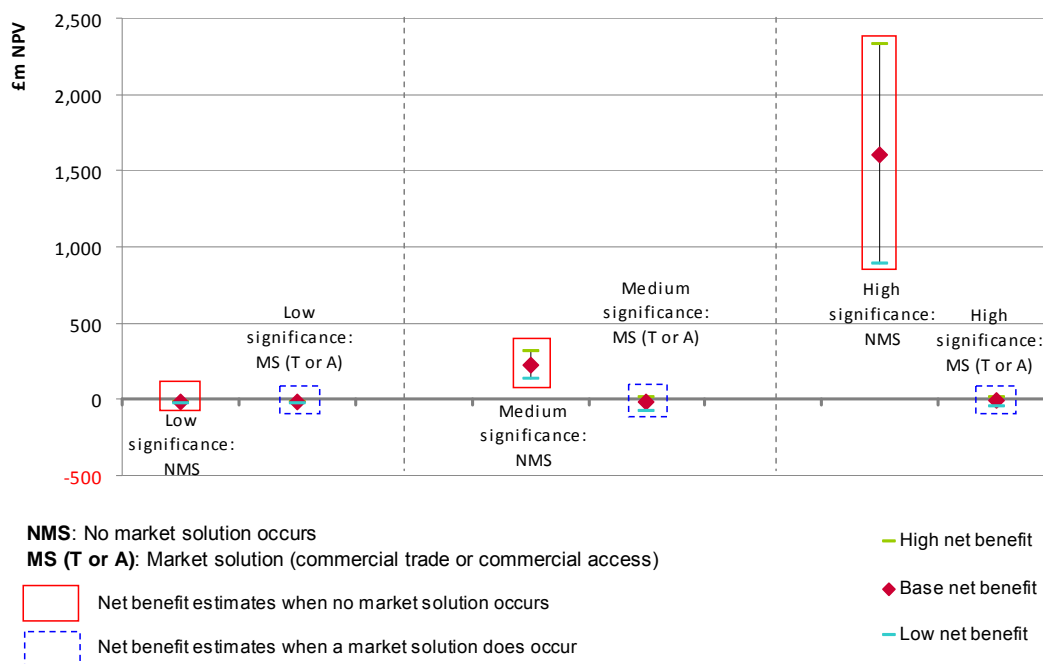 £m NPV
2,500
2,000
1,500
1,000
500
0
-500
Low
significance:
NMS
Low
significance:
MS (T or A)
Medium
significance:
NMS
Medium
significance:
MS (T or A)
High
significance:
NMS
High
significance:
MS (T or A)
NMS: No market solution occurs
MS (T or A): Market solution (commercial trade or commercial access)
Net benefit estimates when no market solution occurs
Net benefit estimates when a market solution does occur
High net benefit
Base net benefit
Low net benefit